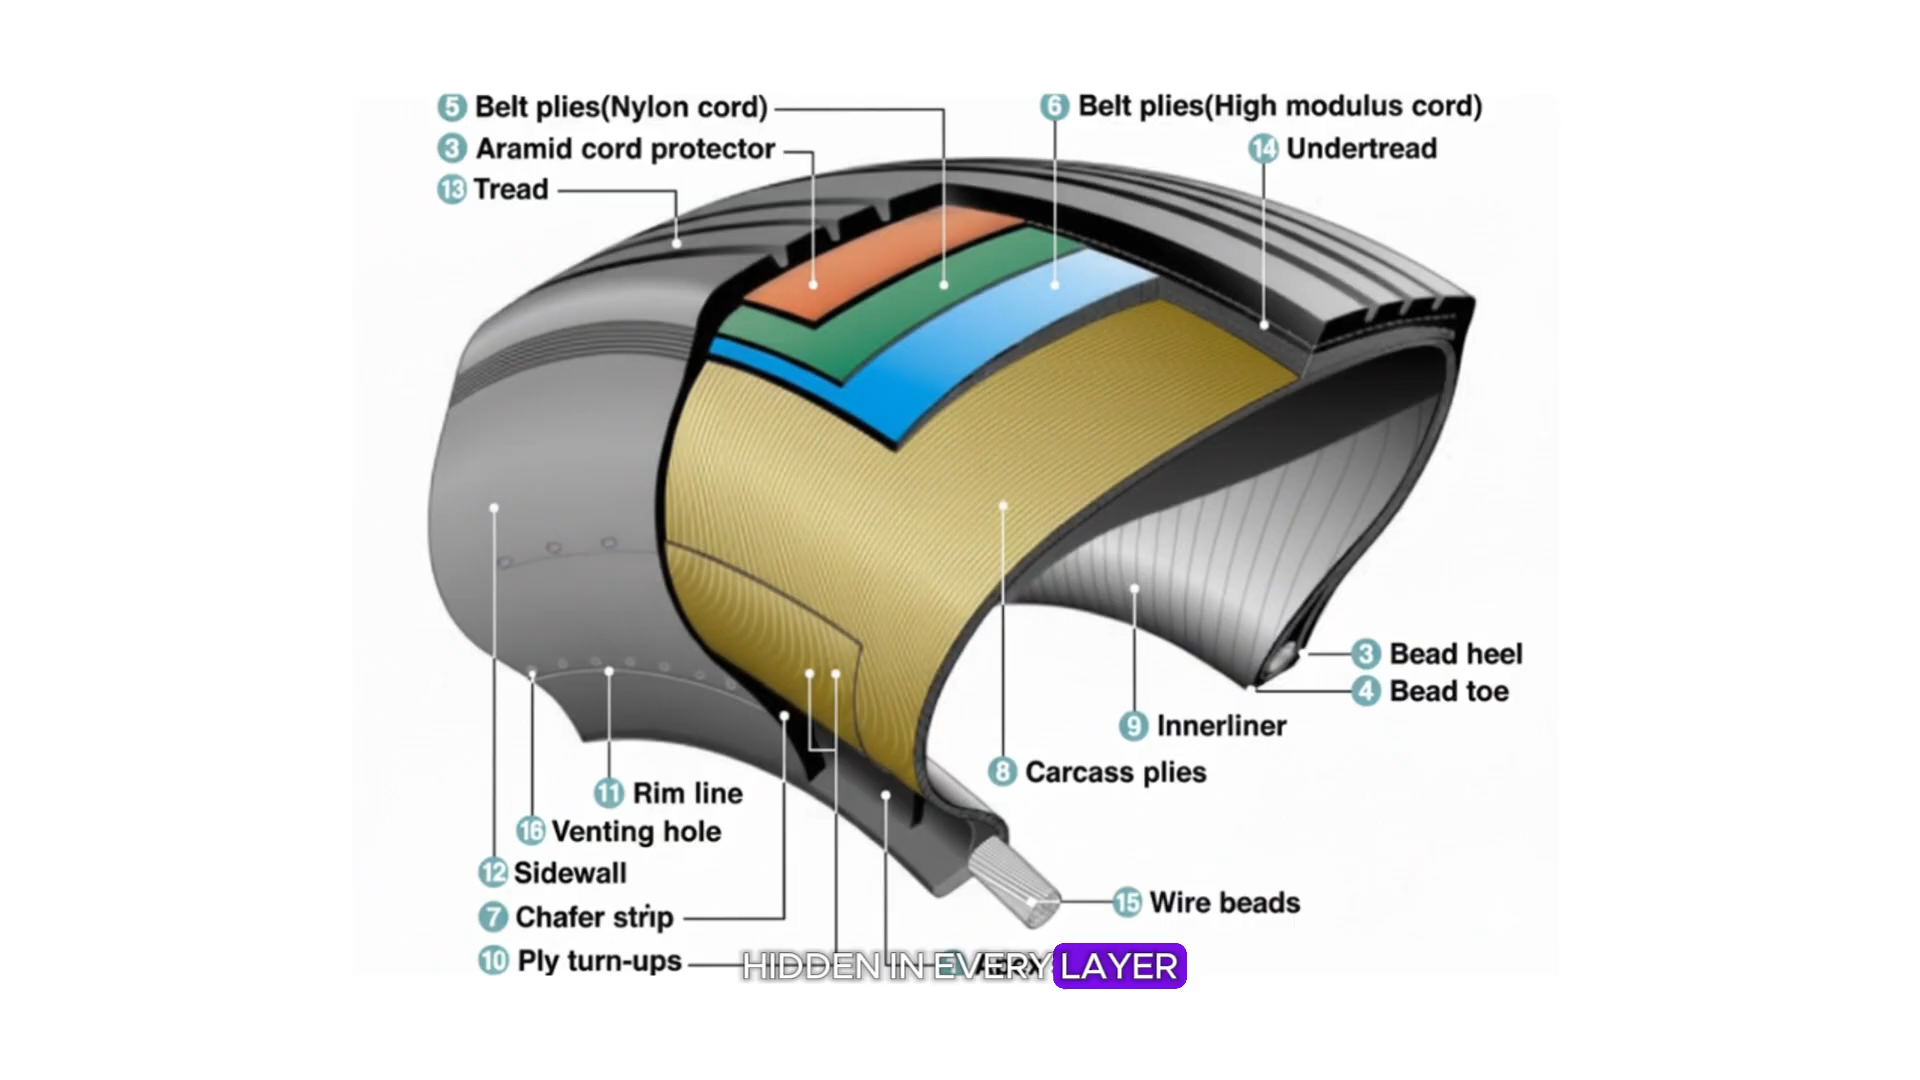 5 Belt plies(Nylon cord)
6 Belt plies(High modulus cord)
3 Aramid cord protector
14 Undertread
13 Tread
3 Bead heel
4 Bead toe
9 Innerliner
8 Carcass plies
11 Rim line
16 Venting hole
12 Sidewall
7 Chafer strip
15 Wire beads
10 Ply turn-ups
Apex
HIDDEN IN EVERY LAYER